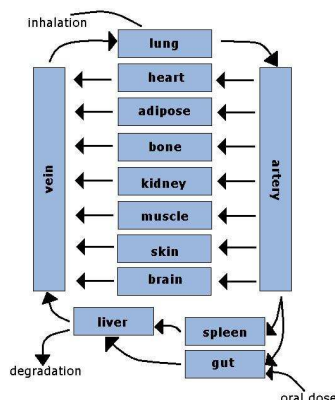 inhalation
lung
heart
adipose
bone
kidney
muscle
skin
brain
vein
artery
liver
spleen
gut
degradation
oral dose